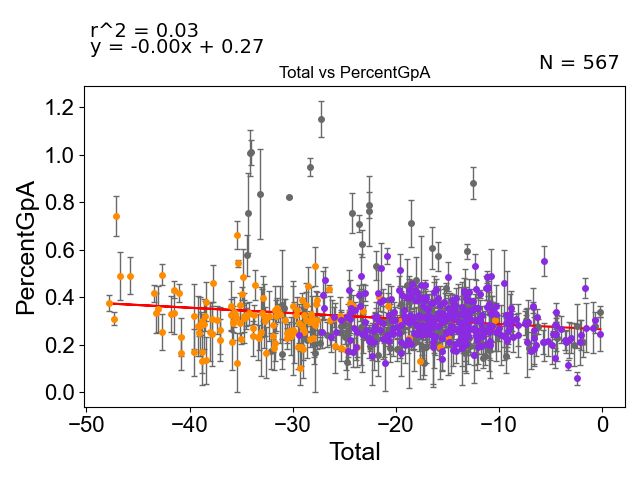 r^2 = 0.03
y = -0.00x + 0.27
N = 567
Total vs PercentGpA
PercentGpA
1.2
1.0
0.8
0.6
0.4
0.2
0.0
−50 −40 −30 −20 −10 0
Total